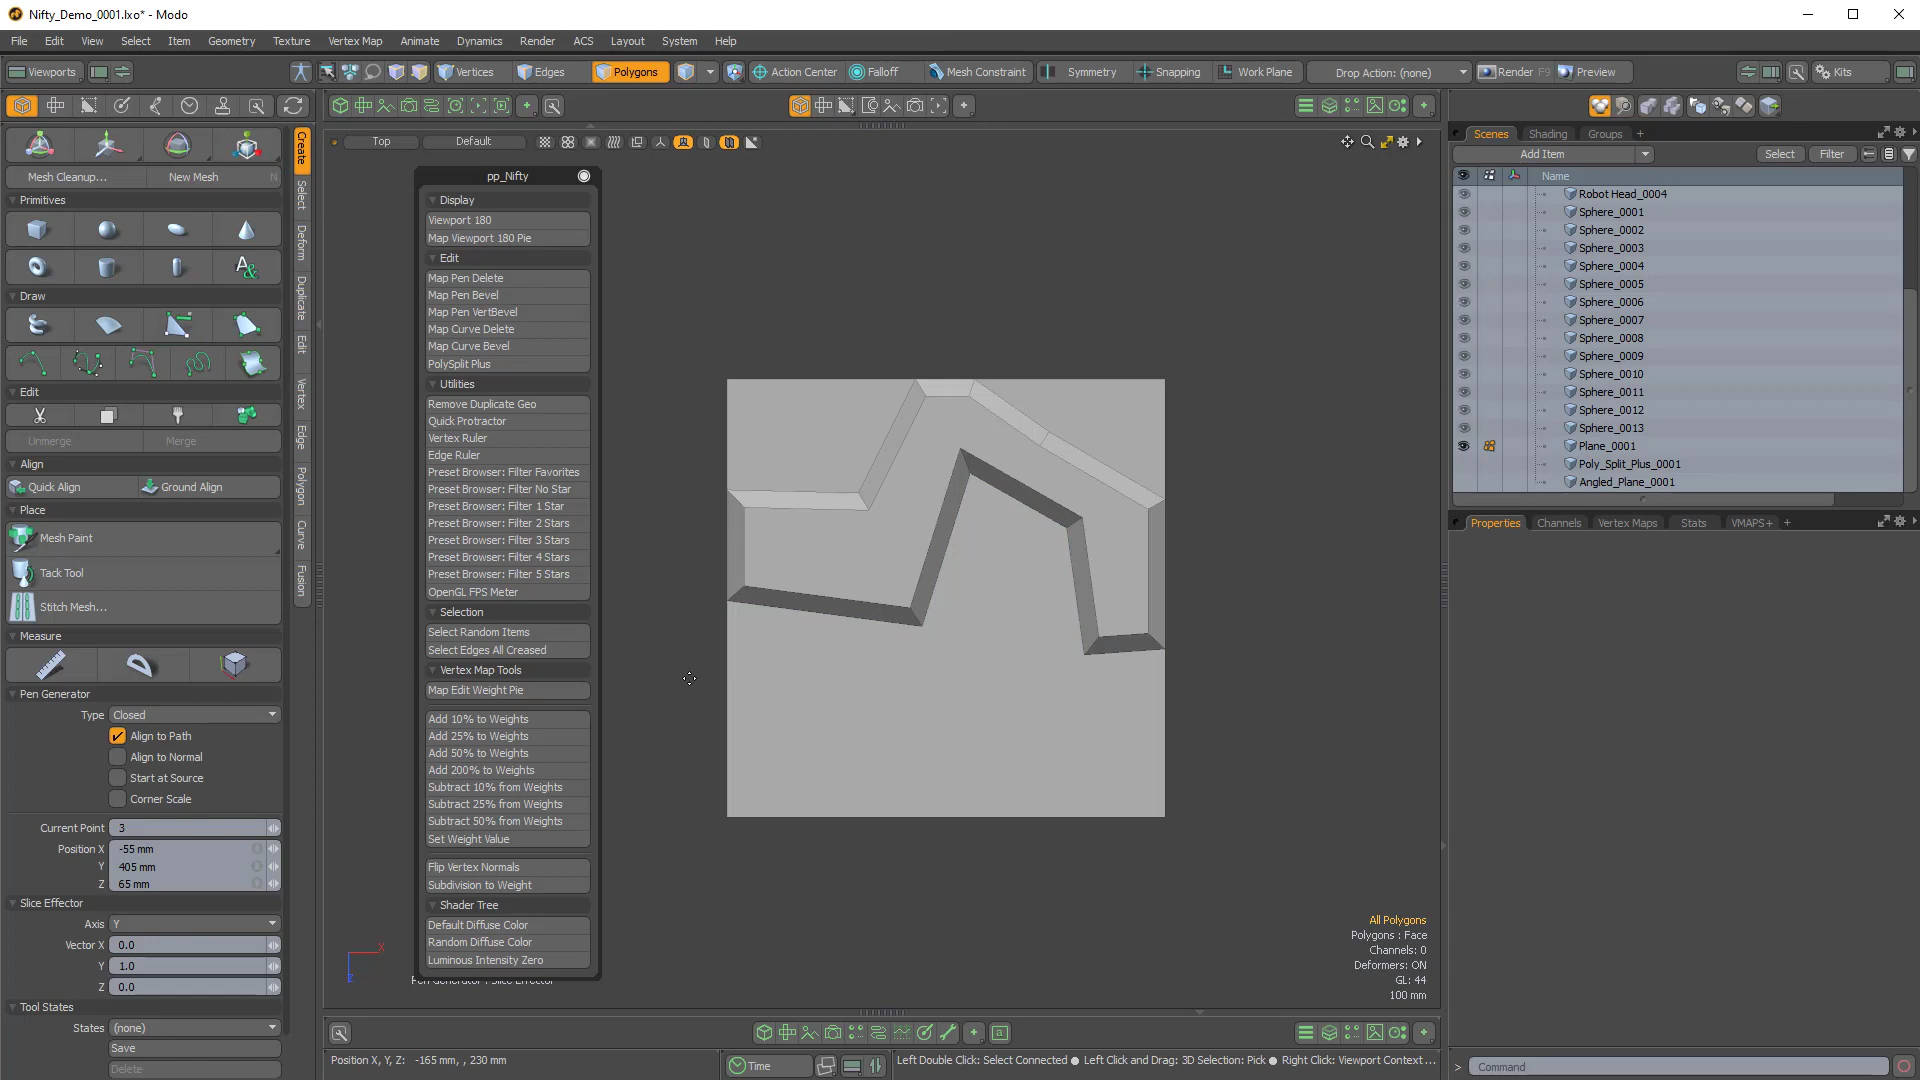 Nifty_Demo_0001.lxo* - Modo
File Edit View Select Item Geometry Texture Vertex Map Animate Dynamics Render ACS Layout System Help
Viewports Vertices Edges Polygons Action Center Falloff Mesh Constraint Symmetry Snapping Work Plane Drop Action: (none) Render F9 Preview Kits
Mesh Cleanup...
New Mesh N
Primitives
Draw
Edit
Unmerge Merge
Align
Quick Align Ground Align
Place
Mesh Paint
Tack Tool
Stitch Mesh...
Measure
Pen Generator
Type Closed
Align to Path
Align to Normal
Start at Source
Corner Scale
Current Point 3
Position X -55 mm
Y 405 mm
Z 65 mm
Slice Effector
Axis Y
Vector X 0.0
Y 1.0
Z 0.0
Tool States
States (none)
Save
Delete
Create
Select
Deform
Duplicate
Edit
Vertex
Edge
Polygon
Curve
Fusion
Top Default
pp_Nifty
Display
Viewport 180
Map Viewport 180 Pie
Edit
Map Pen Delete
Map Pen Bevel
Map Pen VertBevel
Map Curve Delete
Map Curve Bevel
PolySplit Plus
Utilities
Remove Duplicate Geo
Quick Protractor
Vertex Ruler
Edge Ruler
Preset Browser: Filter Favorites
Preset Browser: Filter No Star
Preset Browser: Filter 1 Star
Preset Browser: Filter 2 Stars
Preset Browser: Filter 3 Stars
Preset Browser: Filter 4 Stars
Preset Browser: Filter 5 Stars
OpenGL FPS Meter
Selection
Select Random Items
Select Edges All Creased
Vertex Map Tools
Map Edit Weight Pie
Add 10% to Weights
Add 25% to Weights
Add 50% to Weights
Add 200% to Weights
Subtract 10% from Weights
Subtract 25% from Weights
Subtract 50% from Weights
Set Weight Value
Flip Vertex Normals
Subdivision to Weight
Shader Tree
Default Diffuse Color
Random Diffuse Color
Luminous Intensity Zero
X
Z
Pen Generator : Slice Effector
All Polygons
Polygons : Face
Channels: 0
Deformers: ON
GL: 44
100 mm
Position X, Y, Z: -165 mm, , 230 mm
Time
Left Double Click: Select Connected ● Left Click and Drag: 3D Selection: Pick ● Right Click: Viewport Context ...
Scenes Shading Groups +
Add Item Select Filter
Name
Robot Head_0004
Sphere_0001
Sphere_0002
Sphere_0003
Sphere_0004
Sphere_0005
Sphere_0006
Sphere_0007
Sphere_0008
Sphere_0009
Sphere_0010
Sphere_0011
Sphere_0012
Sphere_0013
Plane_0001
Poly_Split_Plus_0001
Angled_Plane_0001
Properties Channels Vertex Maps Stats VMAPS+ +
> Command